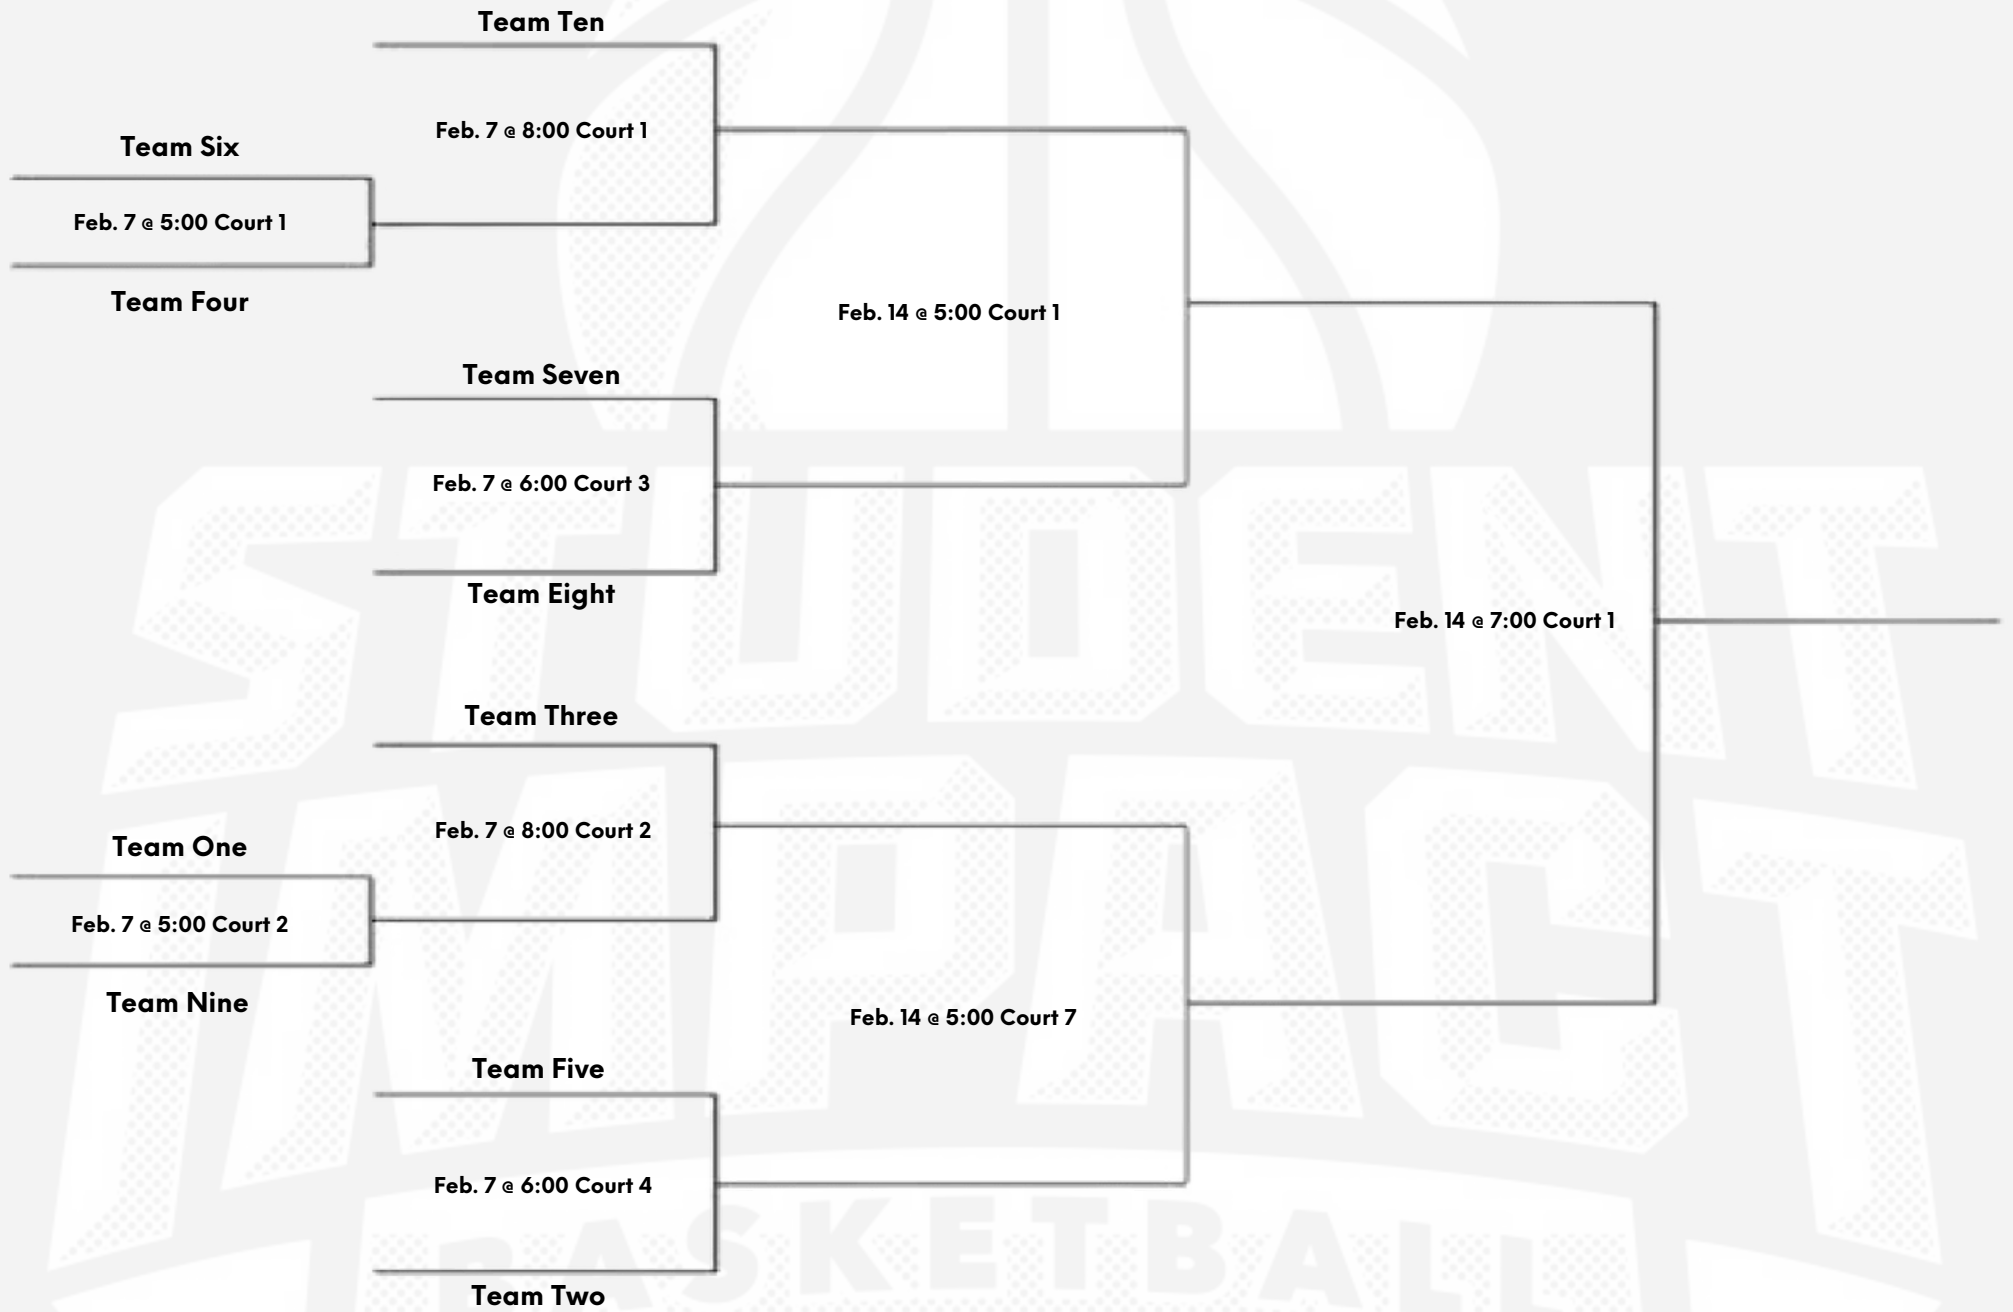 Team Ten
Feb. 7 @ 8:00 Court 1
Team Six
Feb. 7 @ 5:00 Court 1
Team Four
Feb. 14 @ 5:00 Court 1
Team Seven
Feb. 7 @ 6:00 Court 3
Team Eight
Feb. 14 @ 7:00 Court 1
Team Three
Feb. 7 @ 8:00 Court 2
Team One
Feb. 7 @ 5:00 Court 2
Team Nine
Feb. 14 @ 5:00 Court 7
Team Five
Feb. 7 @ 6:00 Court 4
Team Two
STUDENT
IMPACT
BASKETBALL